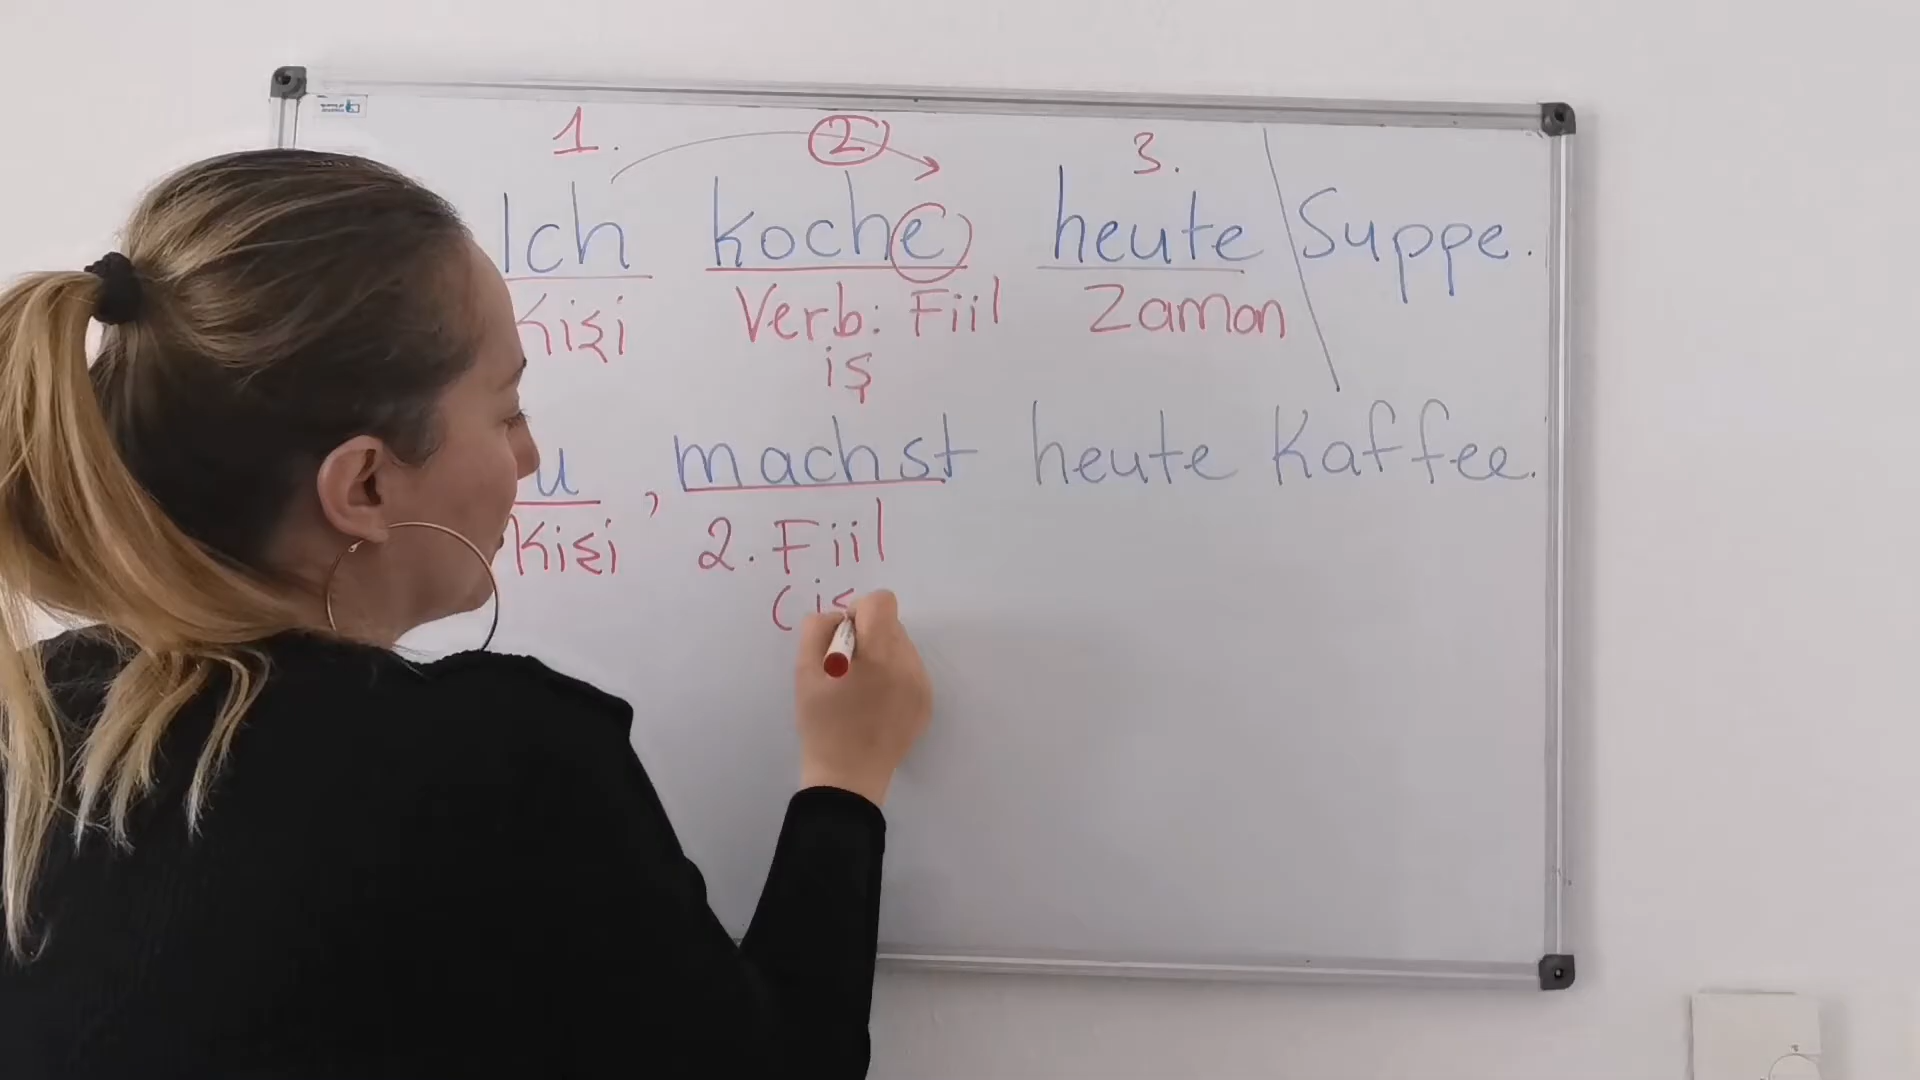 1. 2 3.
Ich koche heute Suppe.
Kişi Verb: Fiil Zaman
iş
u, machst heute Kaffee.
Kişi 2. Fiil
(iş